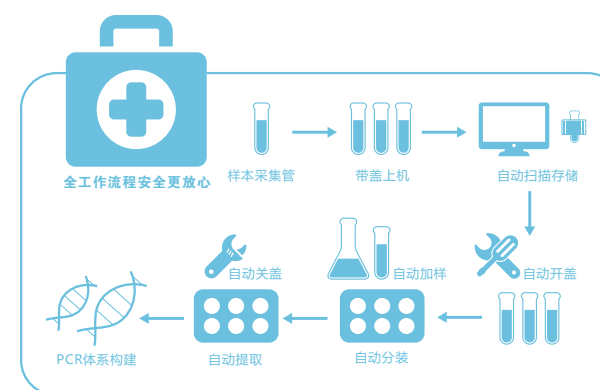 全工作流程安全更放心
样本采集管
带盖上机
自动扫描存储
自动关盖
自动加样
自动开盖
PCR体系构建
自动提取
自动分装